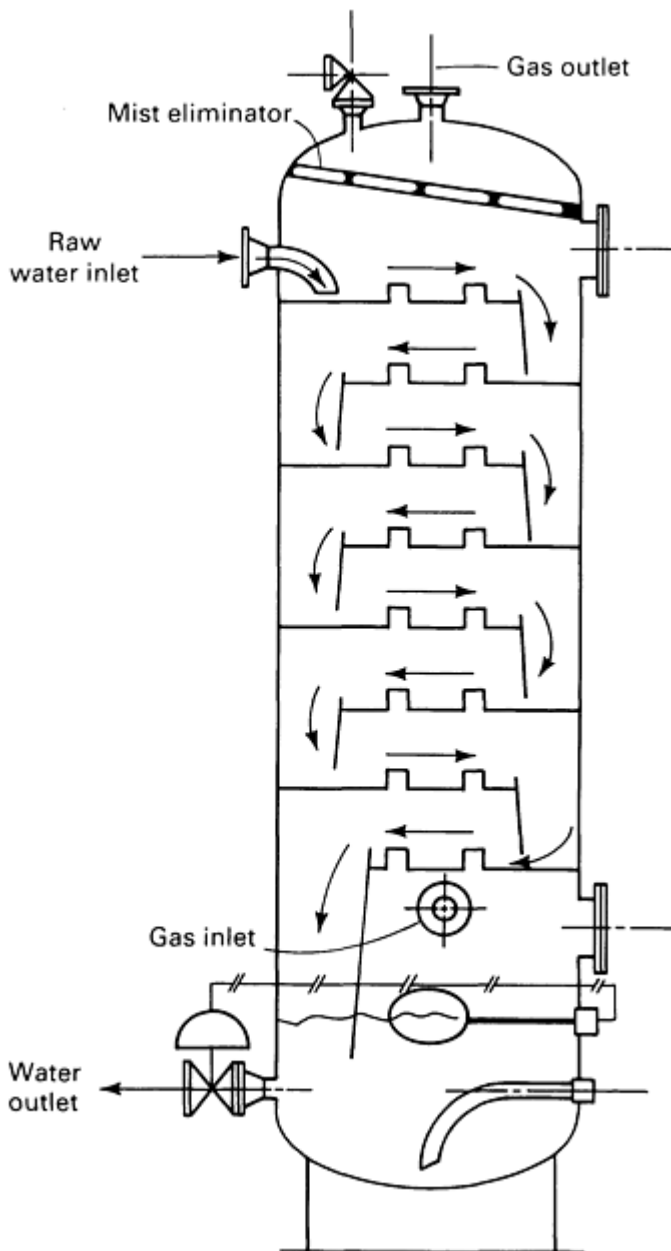 Gas outlet
Mist eliminator
Raw
water inlet
Gas inlet
Water
outlet